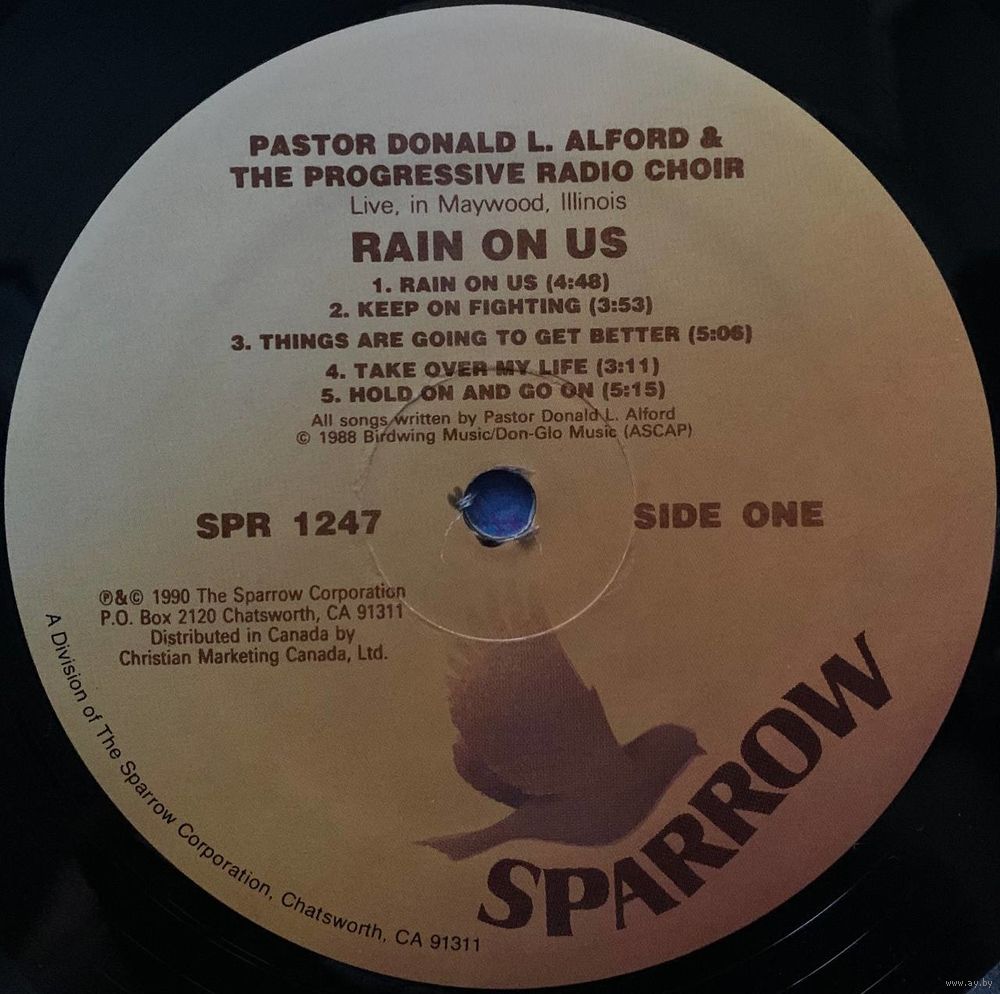 PASTOR DONALD L. ALFORD &
THE PROGRESSIVE RADIO CHOIR
Live, in Maywood, Illinois
RAIN ON US
1. RAIN ON US (4:48)
2. KEEP ON FIGHTING (3:53)
3. THINGS ARE GOING TO GET BETTER (5:06)
4. TAKE OVER MY LIFE (3:11)
5. HOLD ON AND GO ON (5:15)
All songs written by Pastor Donald L. Alford
© 1988 Birdwing Music/Don-Glo Music (ASCAP)
SPR 1247
SIDE ONE
℗&© 1990 The Sparrow Corporation
P.O. Box 2120 Chatsworth, CA 91311
Distributed in Canada by
Christian Marketing Canada, Ltd.
A Division of The Sparrow Corporation, Chatsworth, CA 91311
SPARROW
www.ay.by